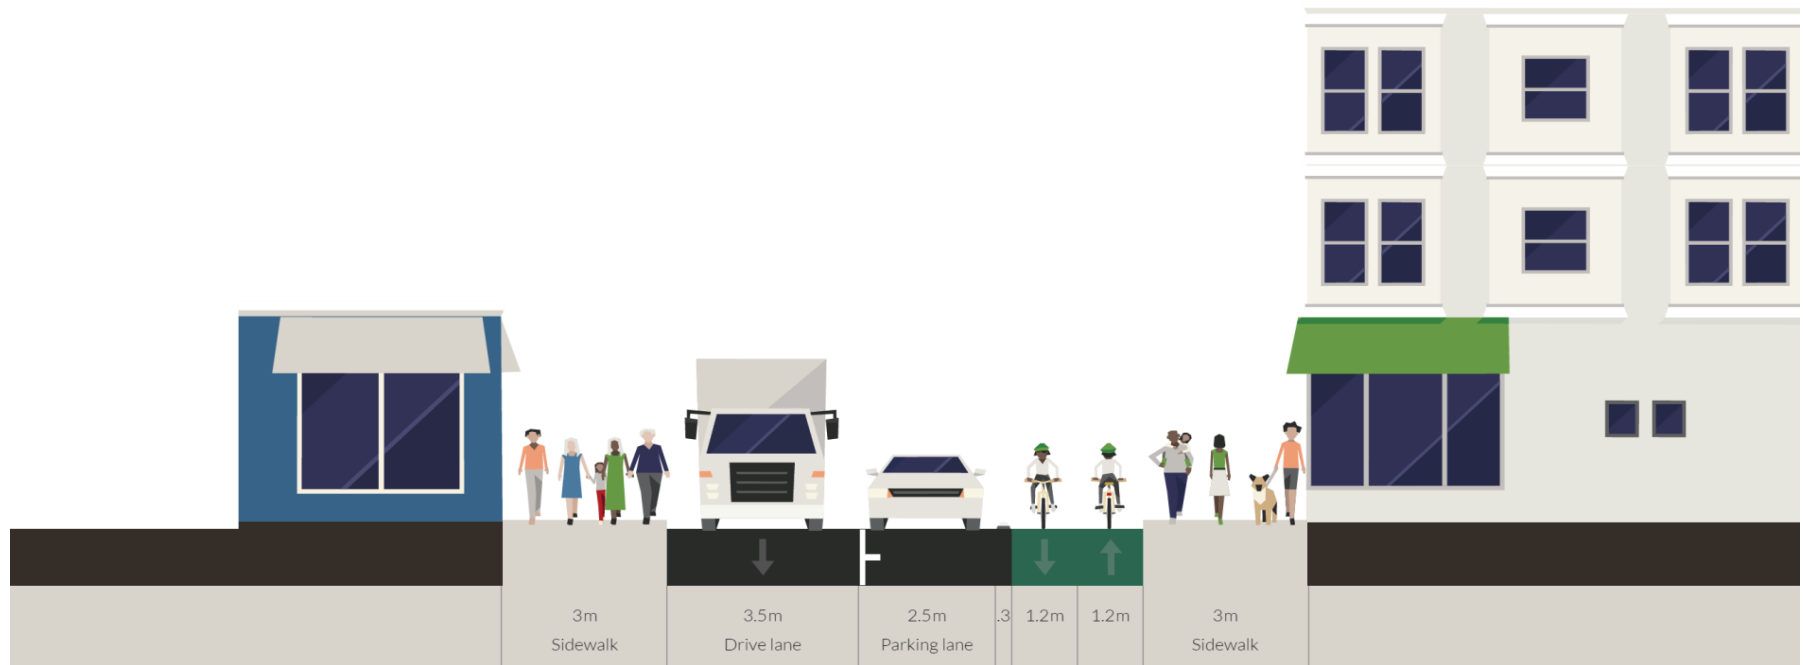 3m
Sidewalk
3.5m
Drive lane
2.5m
Parking lane
.3
1.2m
1.2m
3m
Sidewalk